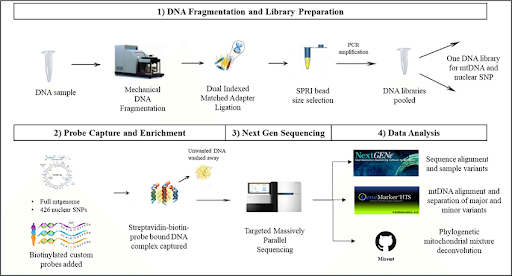 1) DNA Fragmentation and Library Preparation
DNA sample
Mechanical
DNA
Fragmentation
Dual Indexed
Matched Adapter
Ligation
SPRI bead
size selection
PCR
amplification
DNA libraries
pooled
One DNA library
for mtDNA and
nuclear SNP
2) Probe Capture and Enrichment
• Full mtgenome
• 426 nuclear SNPs
Biotinylated custom
probes added
Unwanted DNA
washed away
Streptavidin-biotin-
probe bound DNA
complex captured
3) Next Gen Sequencing
Targeted Massively
Parallel
Sequencing
4) Data Analysis
NextGENe
Sequence alignment
and sample variants
GeneMarker®HTS
mtDNA alignment and
separation of major and
minor variants
Mixemt
Phylogenetic
mitochondrial mixture
deconvolution